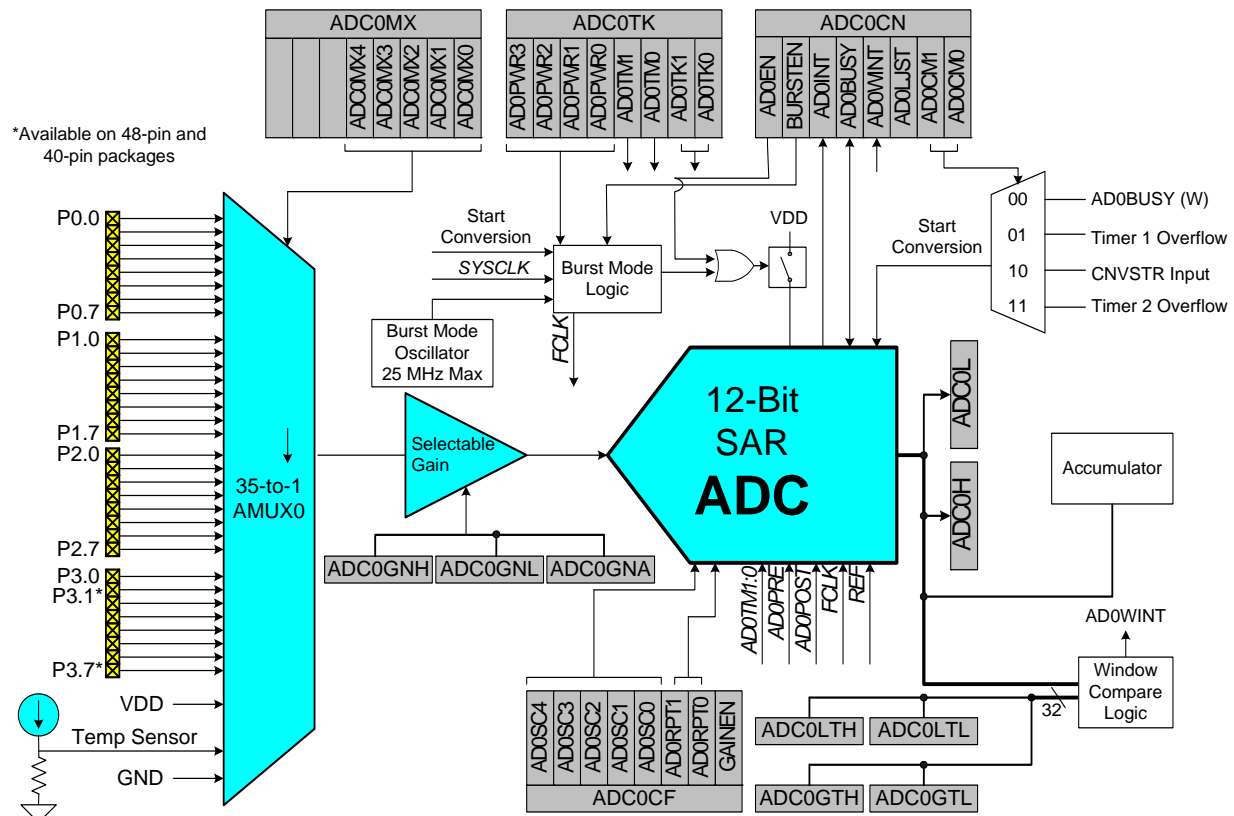 ADC0MX
ADC0MX4
ADC0MX3
ADC0MX2
ADC0MX1
ADC0MX0
ADC0TK
AD0PWR3
AD0PWR2
AD0PWR1
AD0PWR0
AD0TM1
AD0TM0
AD0TK1
AD0TK0
ADC0CN
AD0EN
BURSTEN
AD0INT
AD0BUSY
AD0WINT
AD0LJST
AD0CM1
AD0CM0
*Available on 48-pin and
40-pin packages
P0.0
P0.7
P1.0
P1.7
P2.0
P2.7
P3.0
P3.1*
P3.7*
VDD
Temp Sensor
GND
35-to-1
AMUX0
Start
Conversion
SYSCLK
Burst Mode
Logic
Burst Mode
Oscillator
25 MHz Max
FCLK
VDD
Start
Conversion
00
01
10
11
AD0BUSY (W)
Timer 1 Overflow
CNVSTR Input
Timer 2 Overflow
Selectable
Gain
ADC0GNH
ADC0GNL
ADC0GNA
12-Bit
SAR
ADC
ADC0L
ADC0H
Accumulator
AD0TM1:0
AD0PRE
AD0POST
FCLK
REF
AD0WINT
Window
Compare
Logic
32
AD0SC4
AD0SC3
AD0SC2
AD0SC1
AD0SC0
AD0RPT1
AD0RPT0
GAINEN
ADC0CF
ADC0LTH
ADC0LTL
ADC0GTH
ADC0GTL